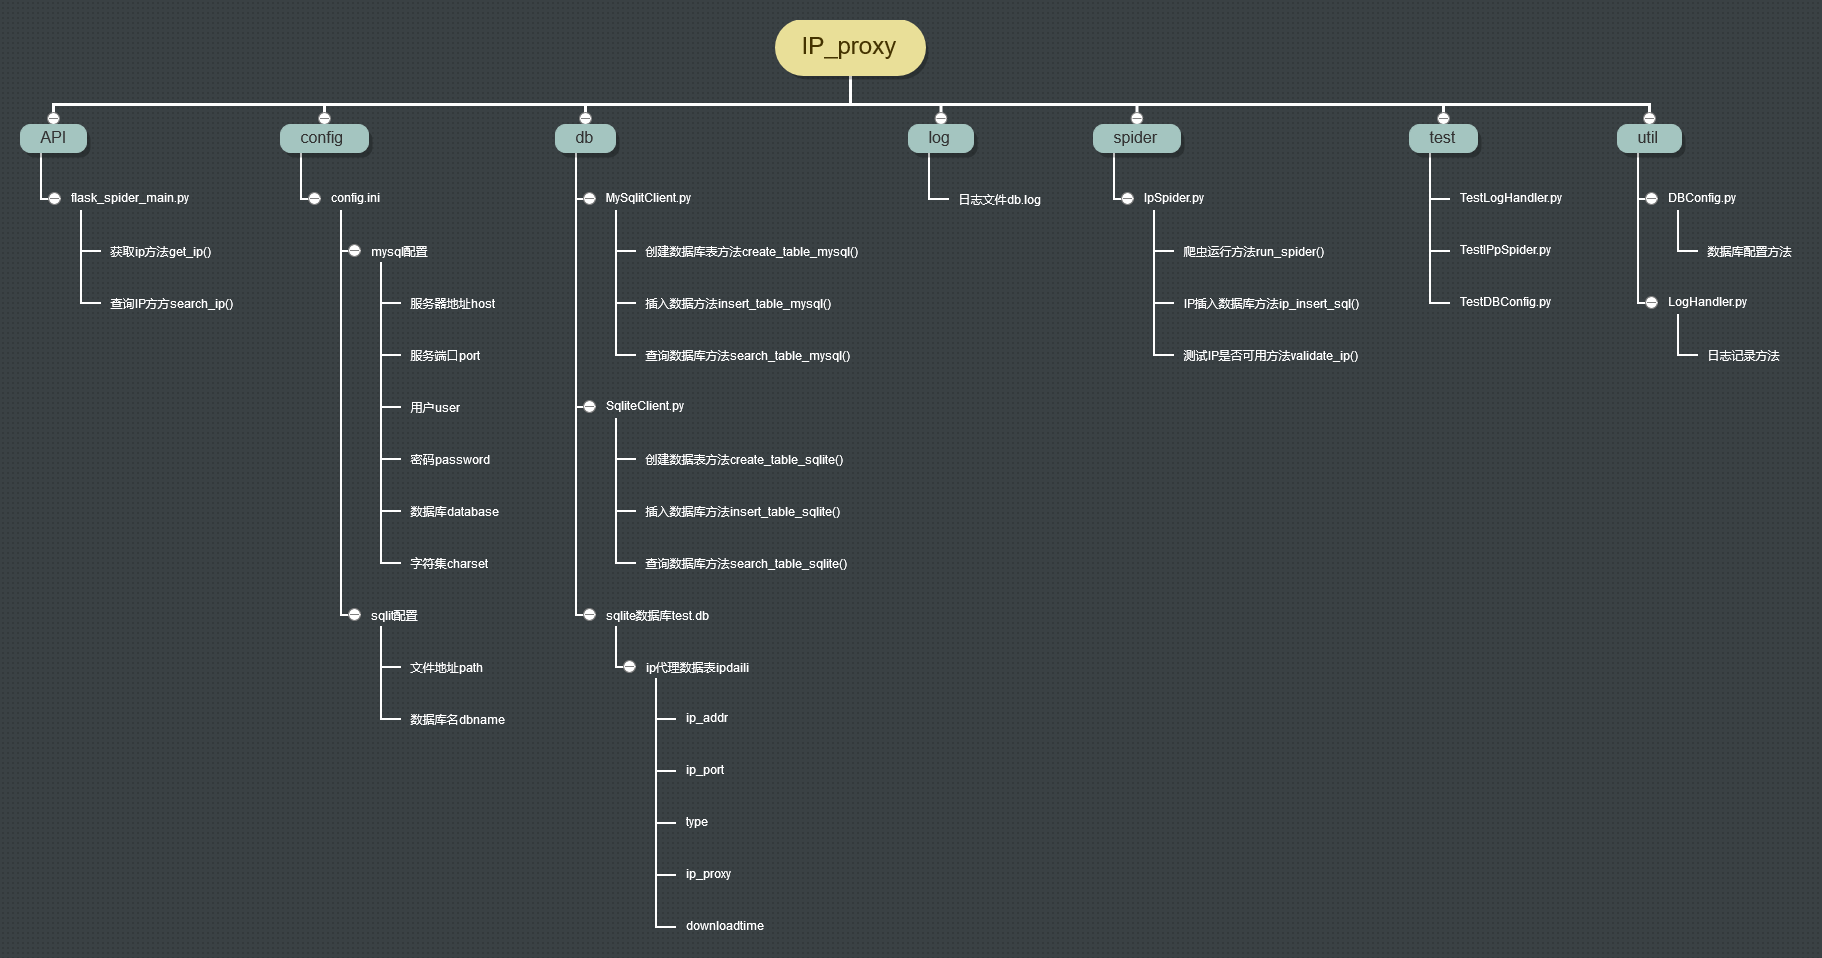 IP_proxy
API
flask_spider_main.py
获取ip方法get_ip()
查询IP方方search_ip()
config
config.ini
mysql配置
服务器地址host
服务端口port
用户user
密码password
数据库database
字符集charset
sqlit配置
文件地址path
数据库名dbname
db
MySqlitClient.py
创建数据库表方法create_table_mysql()
插入数据方法insert_table_mysql()
查询数据库方法search_table_mysql()
SqliteClient.py
创建数据表方法create_table_sqlite()
插入数据库方法insert_table_sqlite()
查询数据库方法search_table_sqlite()
sqlite数据库test.db
ip代理数据表ipdaili
ip_addr
ip_port
type
ip_proxy
downloadtime
log
日志文件db.log
spider
IpSpider.py
爬虫运行方法run_spider()
IP插入数据库方法ip_insert_sql()
测试IP是否可用方法validate_ip()
test
TestLogHandler.py
TestIPpSpider.py
TestDBConfig.py
util
DBConfig.py
数据库配置方法
LogHandler.py
日志记录方法